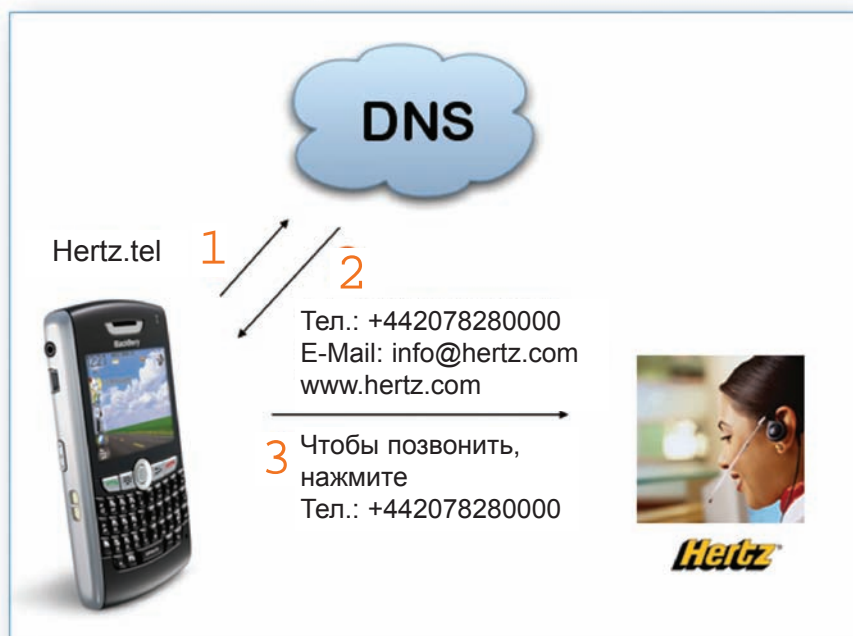 DNS
Hertz.tel
1
2
Тел.: +442078280000
E-Mail: info@hertz.com
www.hertz.com
3
Чтобы позвонить,
нажмите
Тел.: +442078280000
BlackBerry
Hertz